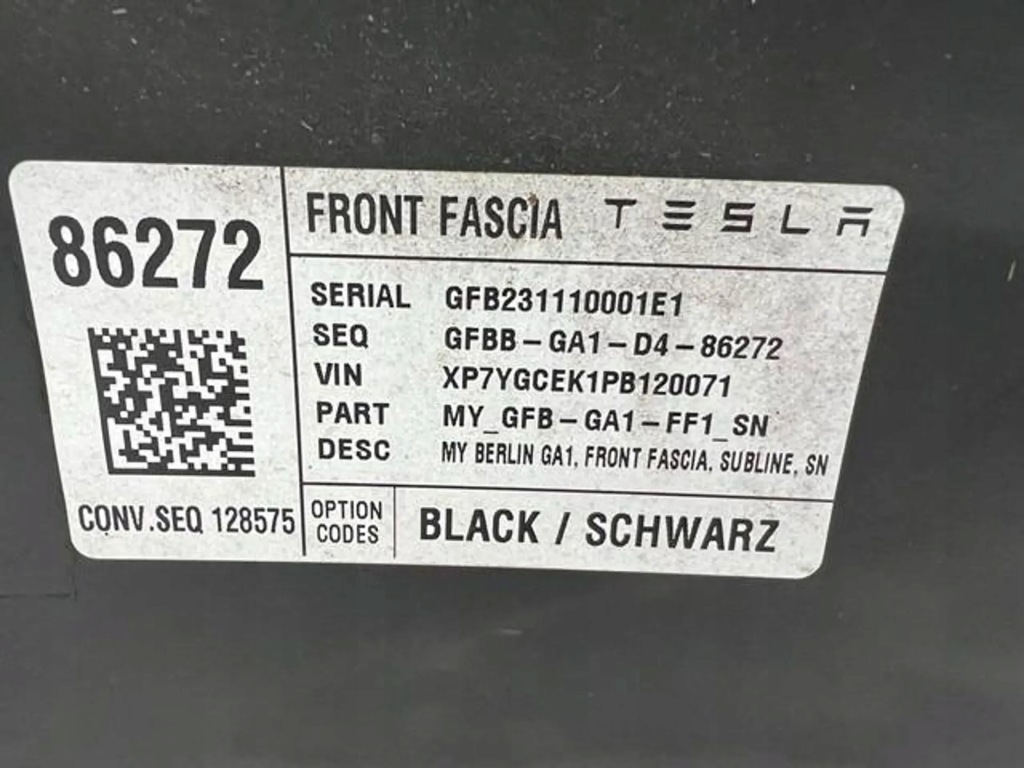 86272
FRONT FASCIA TESLA
SERIAL GFB231110001E1
SEQ GFBB-GA1-D4-86272
VIN XP7YGCEK1PB120071
PART MY_GFB-GA1-FF1_SN
DESC MY BERLIN GA1, FRONT FASCIA, SUBLINE, SN
CONV.SEQ 128575
OPTION CODES BLACK / SCHWARZ